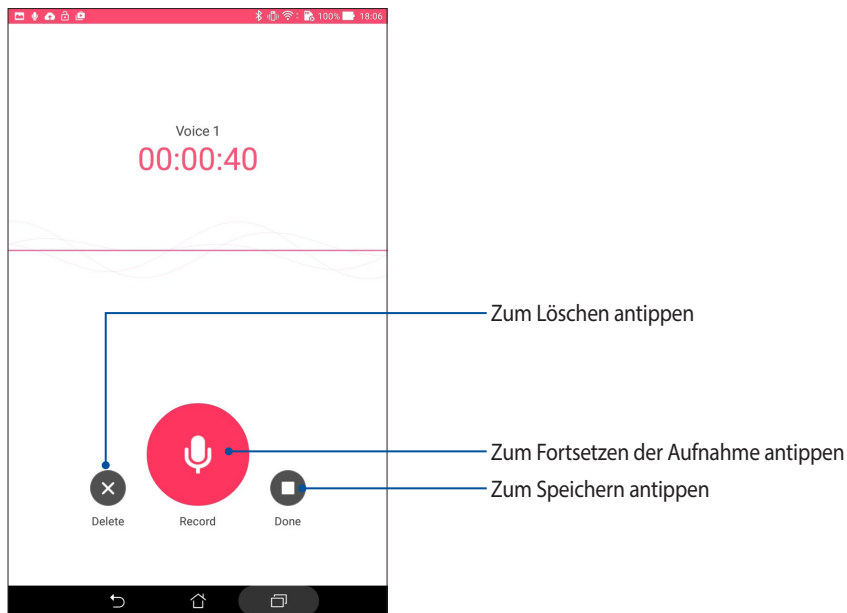 100% 18:06
Voice 1
00:00:40
Zum Löschen antippen
Zum Fortsetzen der Aufnahme antippen
Zum Speichern antippen
Delete Record Done